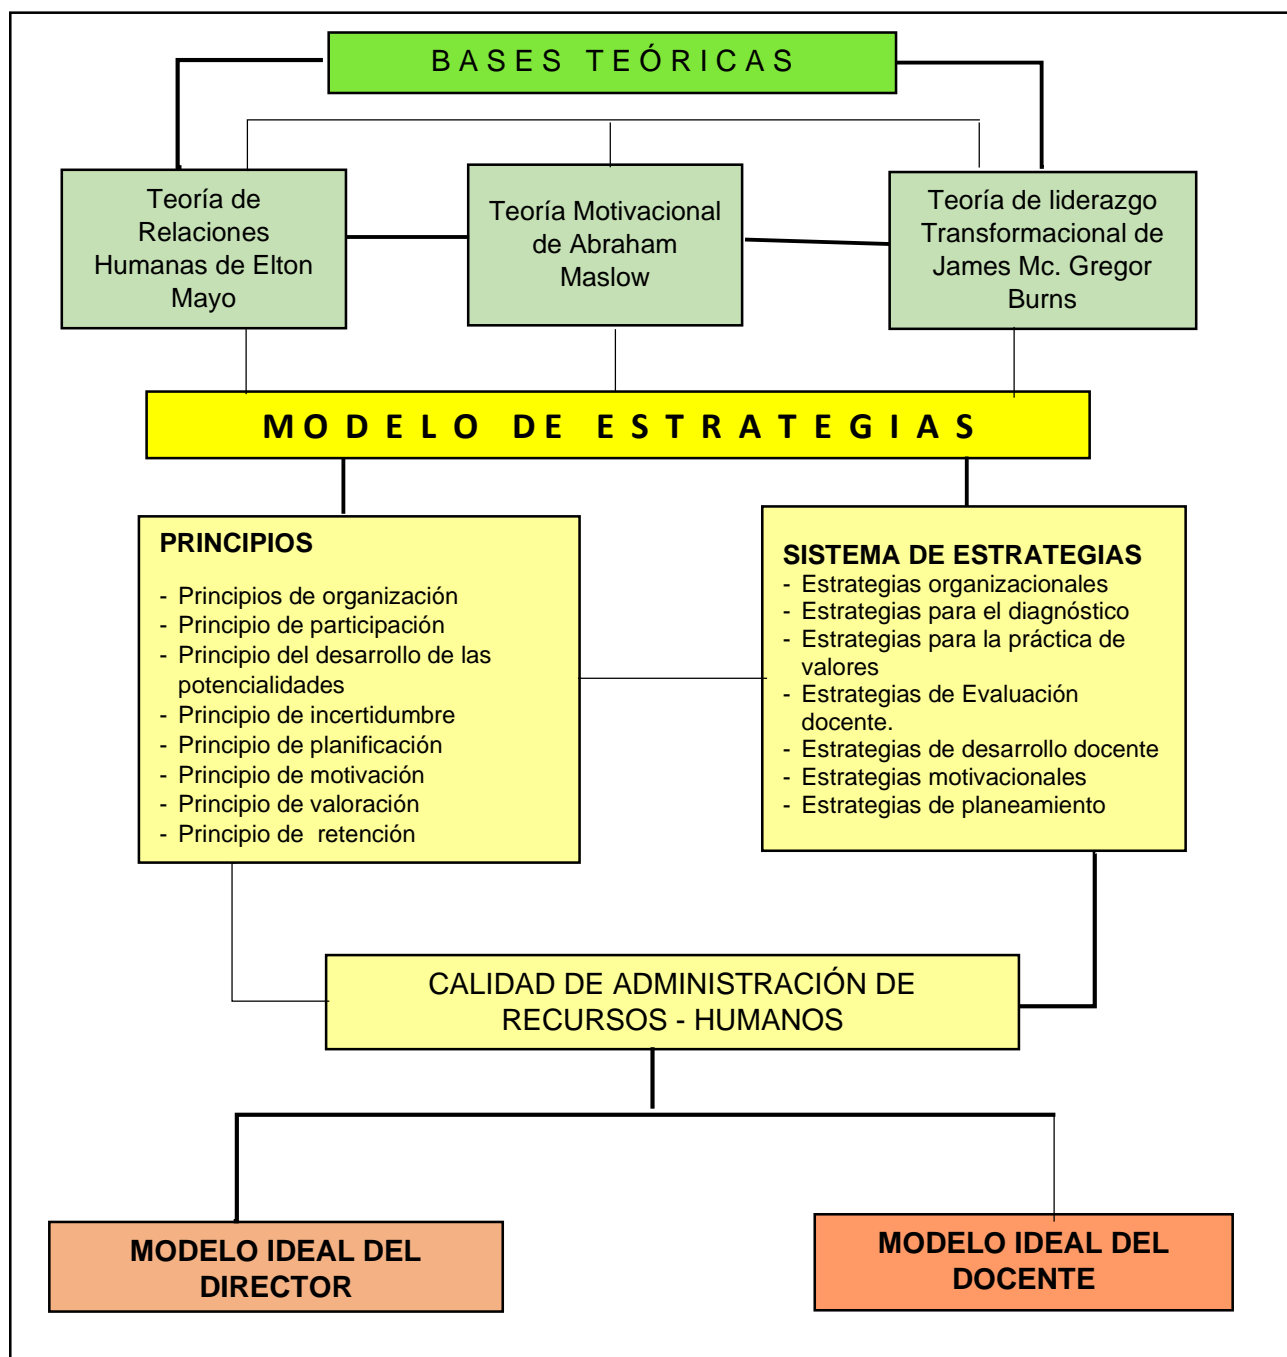 BASES TEÓRICAS
Teoría de
Relaciones
Humanas de Elton
Mayo
Teoría Motivacional
de Abraham
Maslow
Teoría de liderazgo
Transformacional de
James Mc. Gregor
Burns
MODELO DE ESTRATEGIAS
PRINCIPIOS
- Principios de organización
- Principio de participación
- Principio del desarrollo de las
potencialidades
- Principio de incertidumbre
- Principio de planificación
- Principio de motivación
- Principio de valoración
- Principio de retención
SISTEMA DE ESTRATEGIAS
- Estrategias organizacionales
- Estrategias para el diagnóstico
- Estrategias para la práctica de
valores
- Estrategias de Evaluación
docente.
- Estrategias de desarrollo docente
- Estrategias motivacionales
- Estrategias de planeamiento
CALIDAD DE ADMINISTRACIÓN DE
RECURSOS - HUMANOS
MODELO IDEAL DEL
DIRECTOR
MODELO IDEAL DEL
DOCENTE